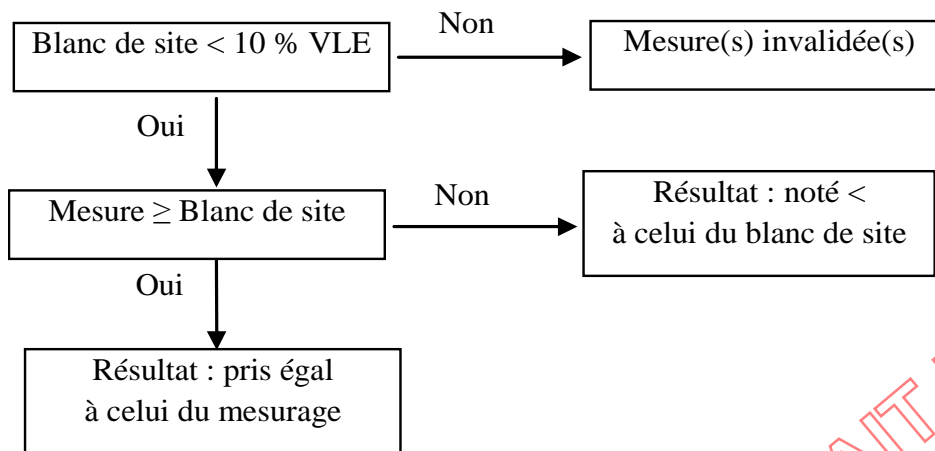 Blanc de site < 10 % VLE
Non
Mesure(s) invalidée(s)
Oui
Mesure ≥ Blanc de site
Non
Résultat : noté <
à celui du blanc de site
Oui
Résultat : pris égal
à celui du mesurage